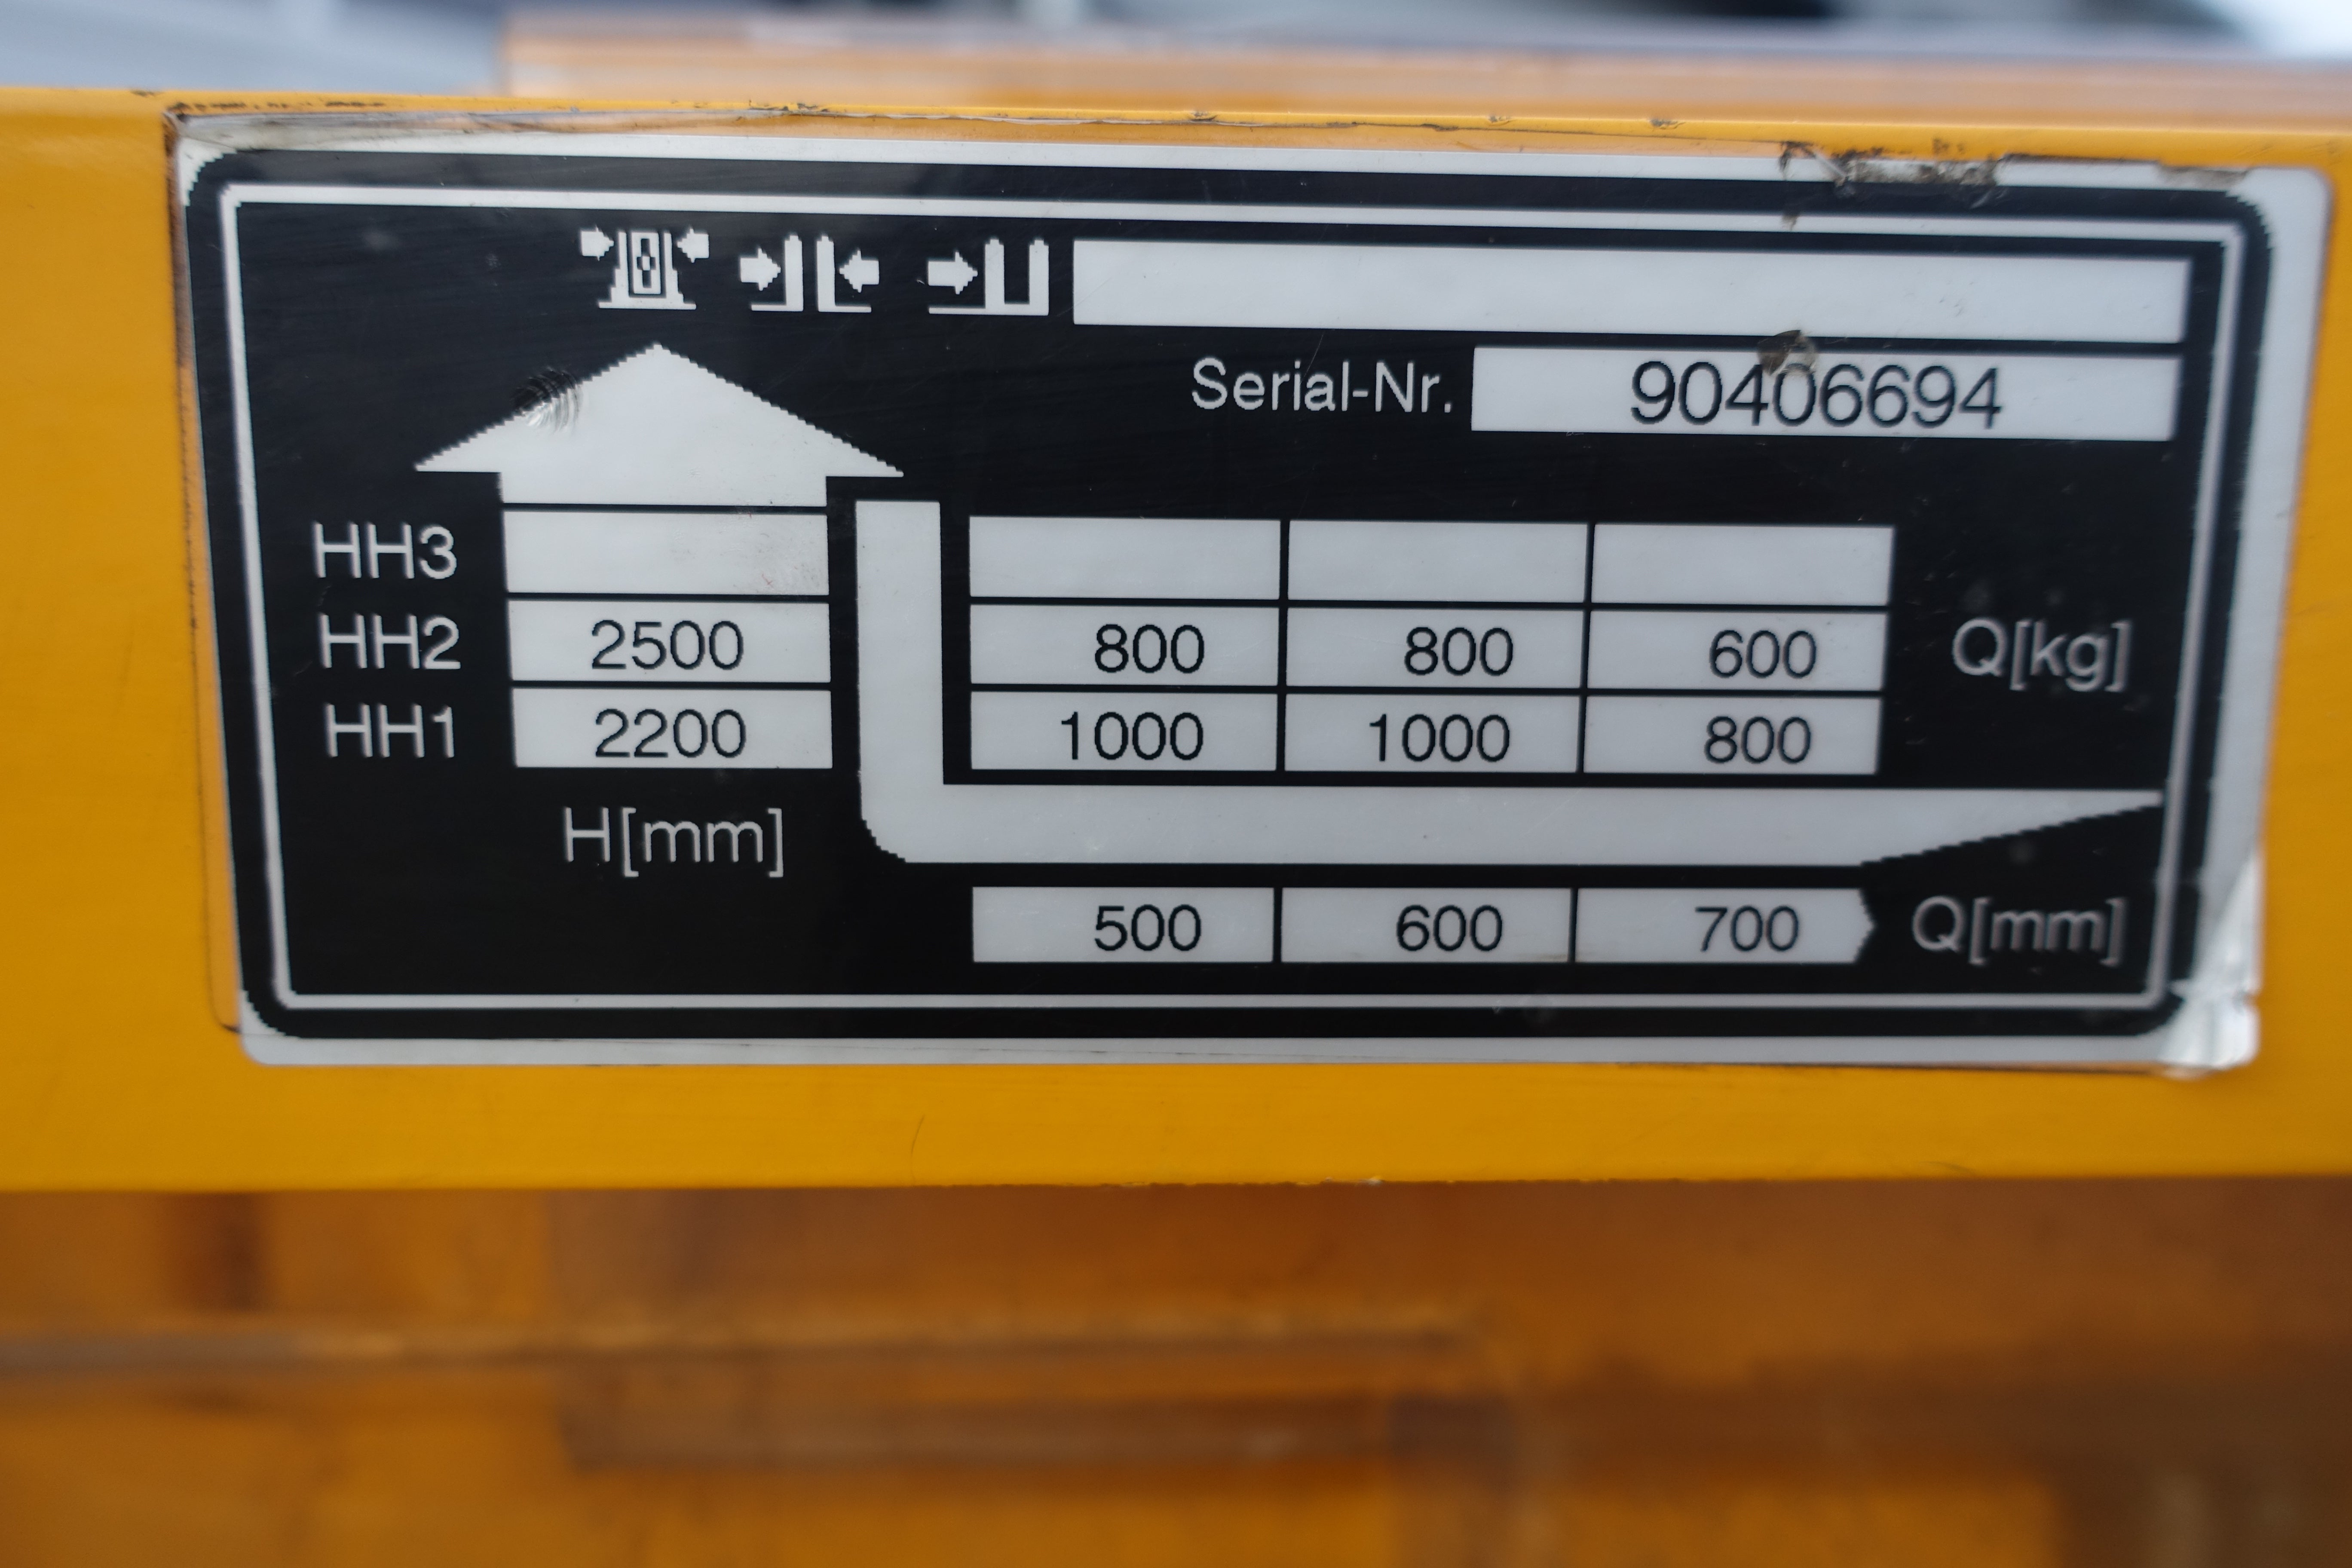 Serial-Nr. 90406694
HH3
HH2 2500 800 800 600 Q[kg]
HH1 2200 1000 1000 800
H[mm]
500 600 700 Q[mm]